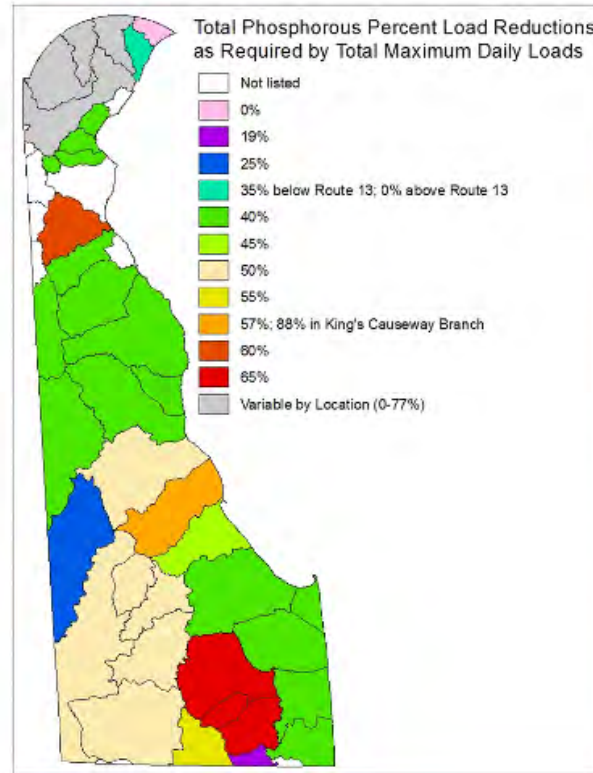 Total Phosphorous Percent Load Reductions
as Required by Total Maximum Daily Loads
Not listed
0%
19%
25%
35% below Route 13; 0% above Route 13
40%
45%
50%
55%
57%; 88% in King's Causeway Branch
60%
65%
Variable by Location (0-77%)